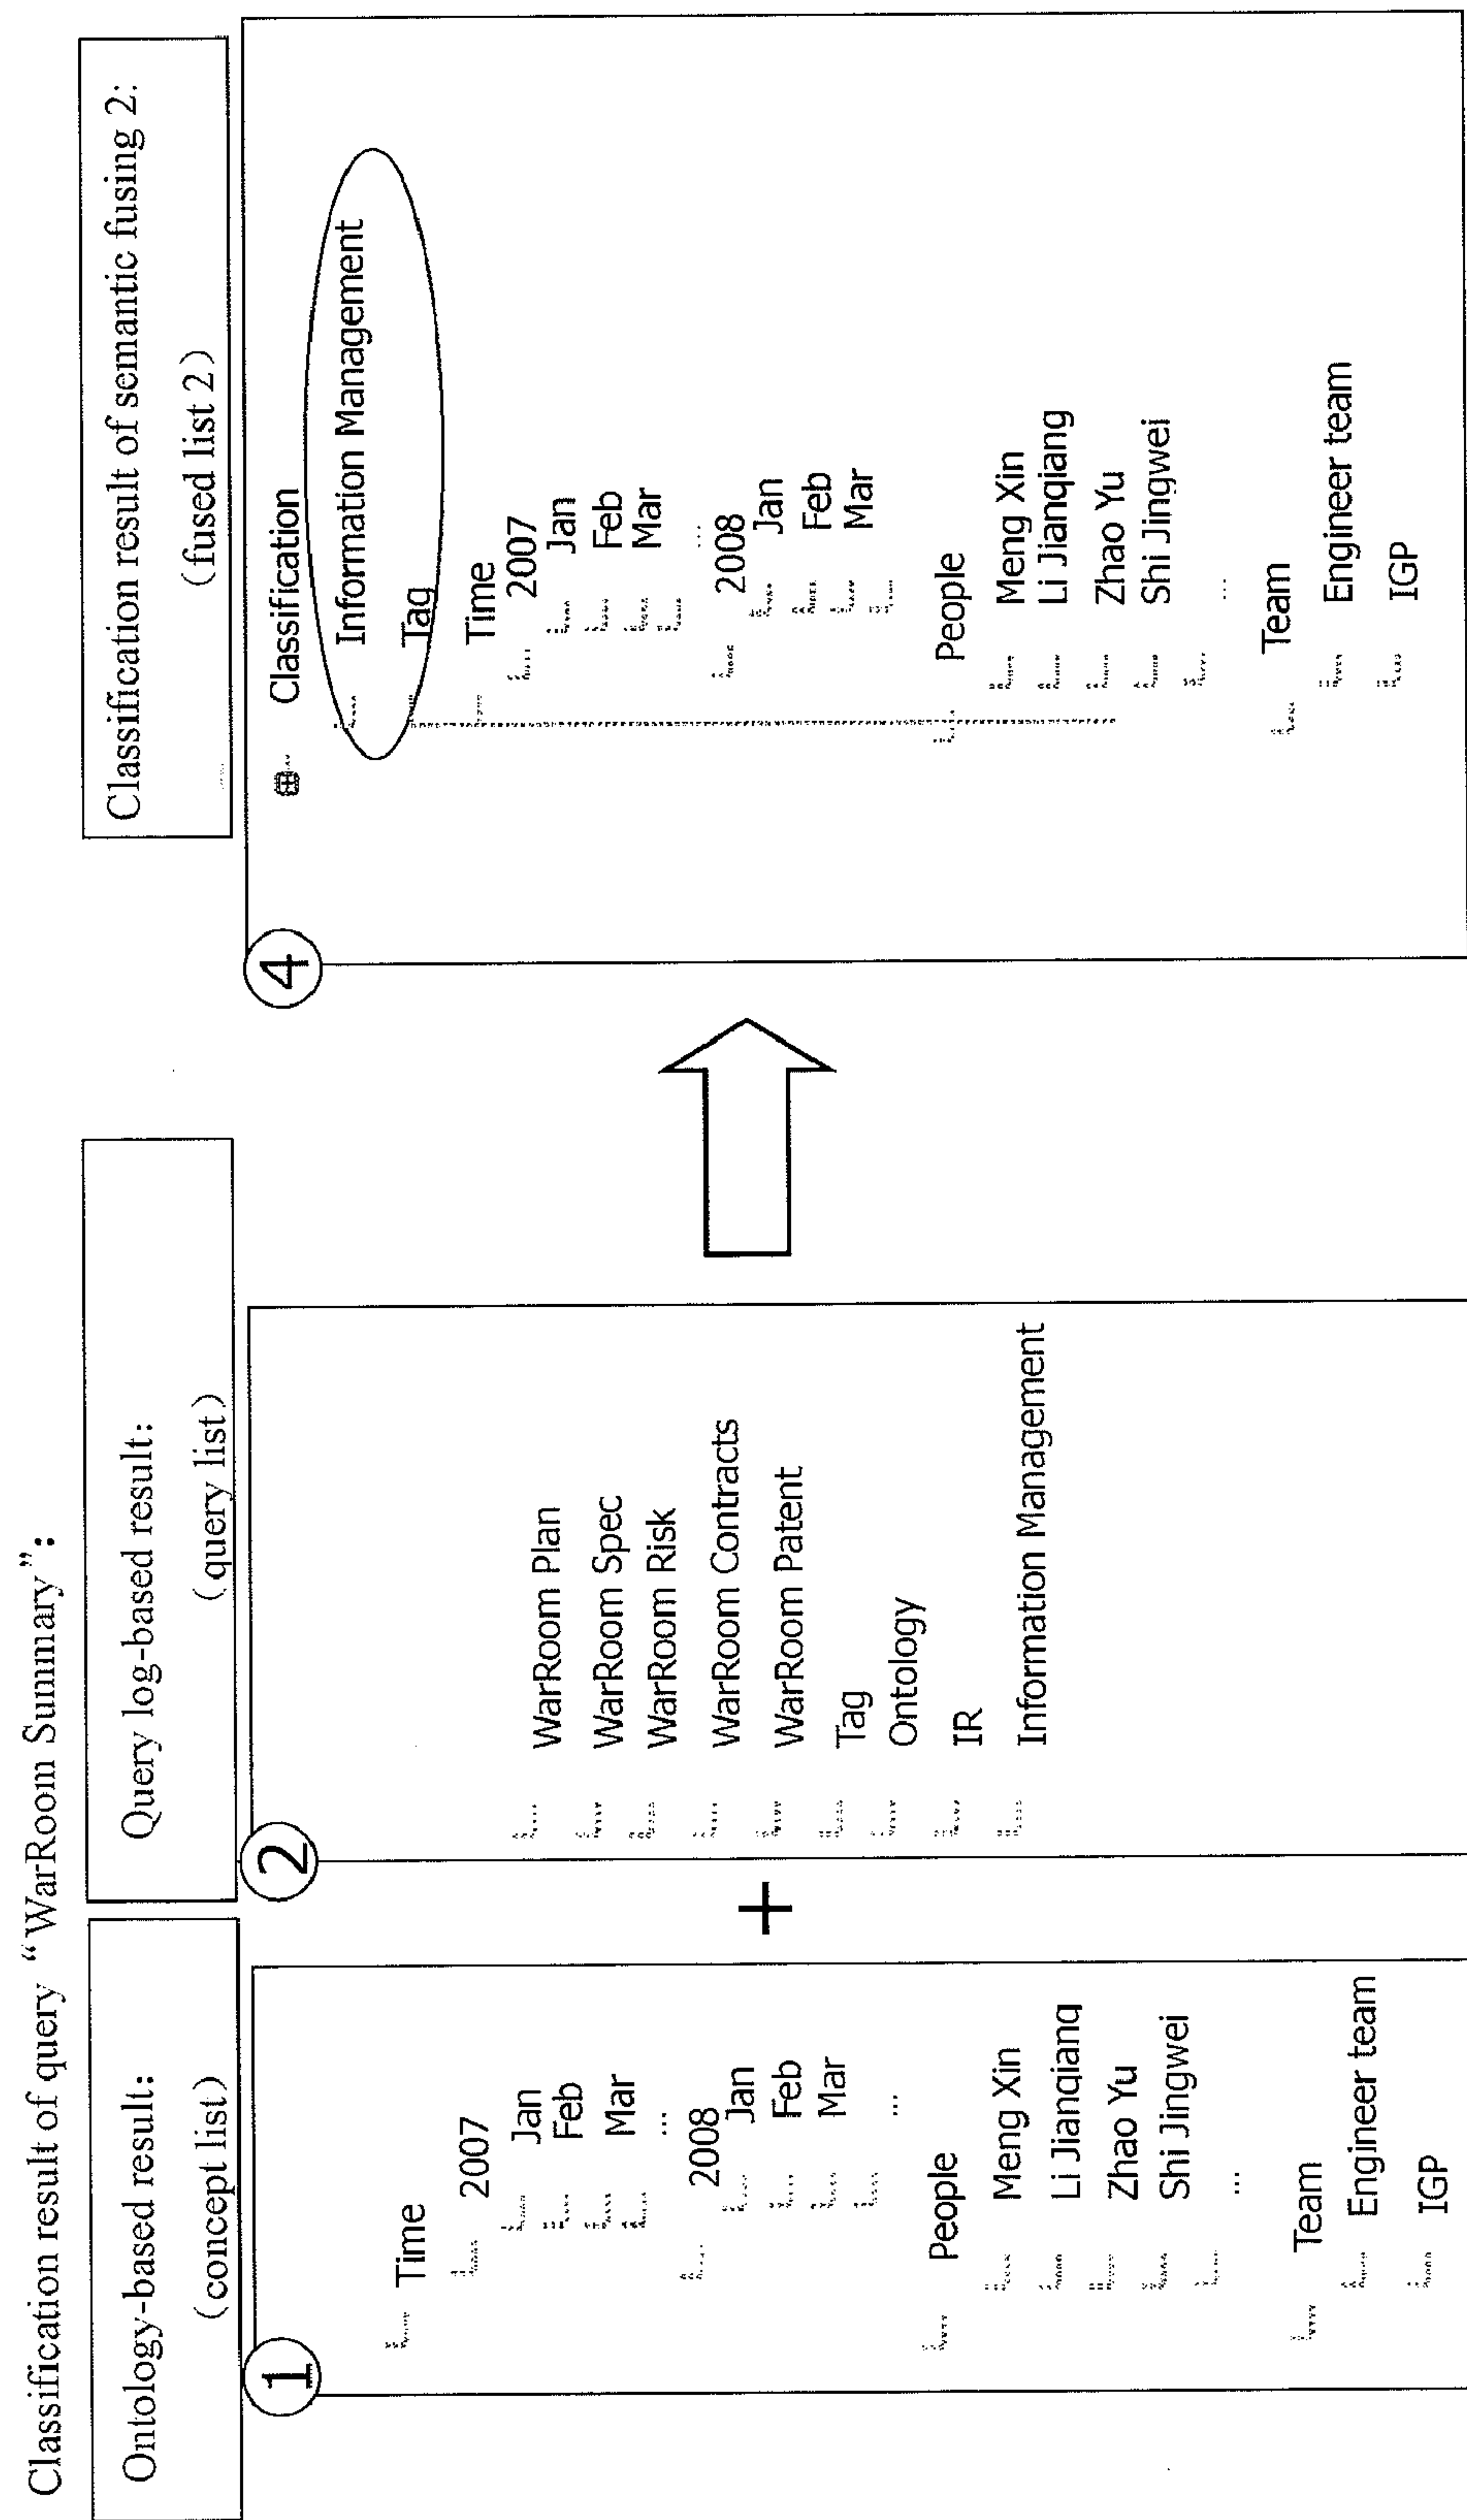 Classification result of query “WarRoom Summary”:
Ontology-based result:
(concept list)
1
Time
2007
Jan
Feb
Mar
...
2008
Jan
Feb
Mar
...
People
Meng Xin
Li Jianqiang
Zhao Yu
Shi Jingwei
...
Team
Engineer team
IGP
+
Query log-based result:
(query list)
2
WarRoom Plan
WarRoom Spec
WarRoom Risk
WarRoom Contracts
WarRoom Patent
Tag
Ontology
IR
Information Management
Classification result of semantic fusing 2:
(fused list 2)
4
Classification
Information Management
Tag
Time
2007
Jan
Feb
Mar
...
2008
Jan
Feb
Mar
People
Meng Xin
Li Jianqiang
Zhao Yu
Shi Jingwei
...
Team
Engineer team
IGP